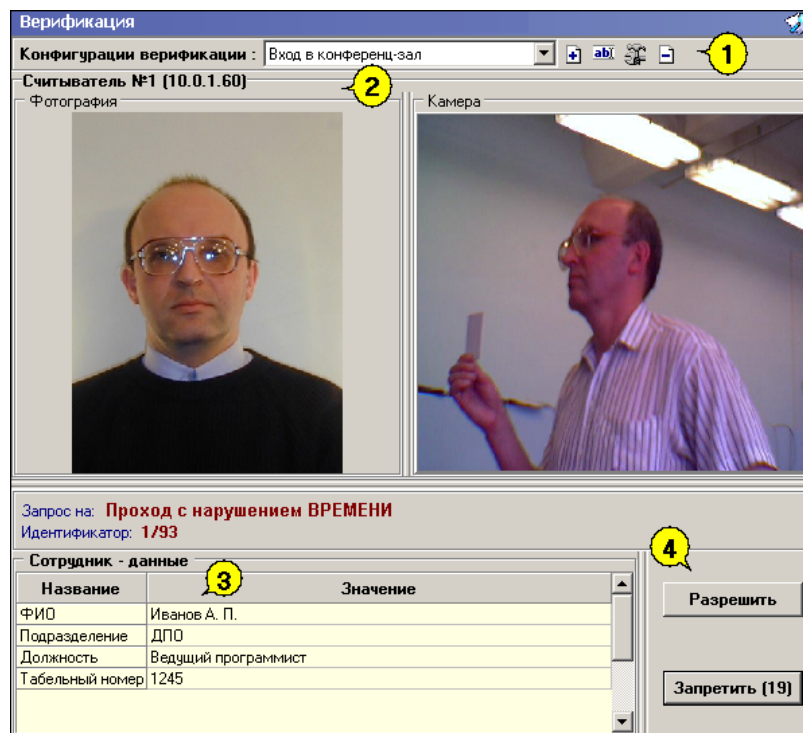 Верификация
Конфигурации верификации : Вход в конференц-зал abI 1
Считыватель №1 (10.0.1.60) 2
Фотография Камера
Запрос на: Проход с нарушением ВРЕМЕНИ
Идентификатор: 1/93
Сотрудник - данные 4
Название 3 Значение
ФИО Иванов А. П.
Подразделение ДПО
Должность Ведущий программист
Табельный номер 1245
Разрешить
Запретить (19)